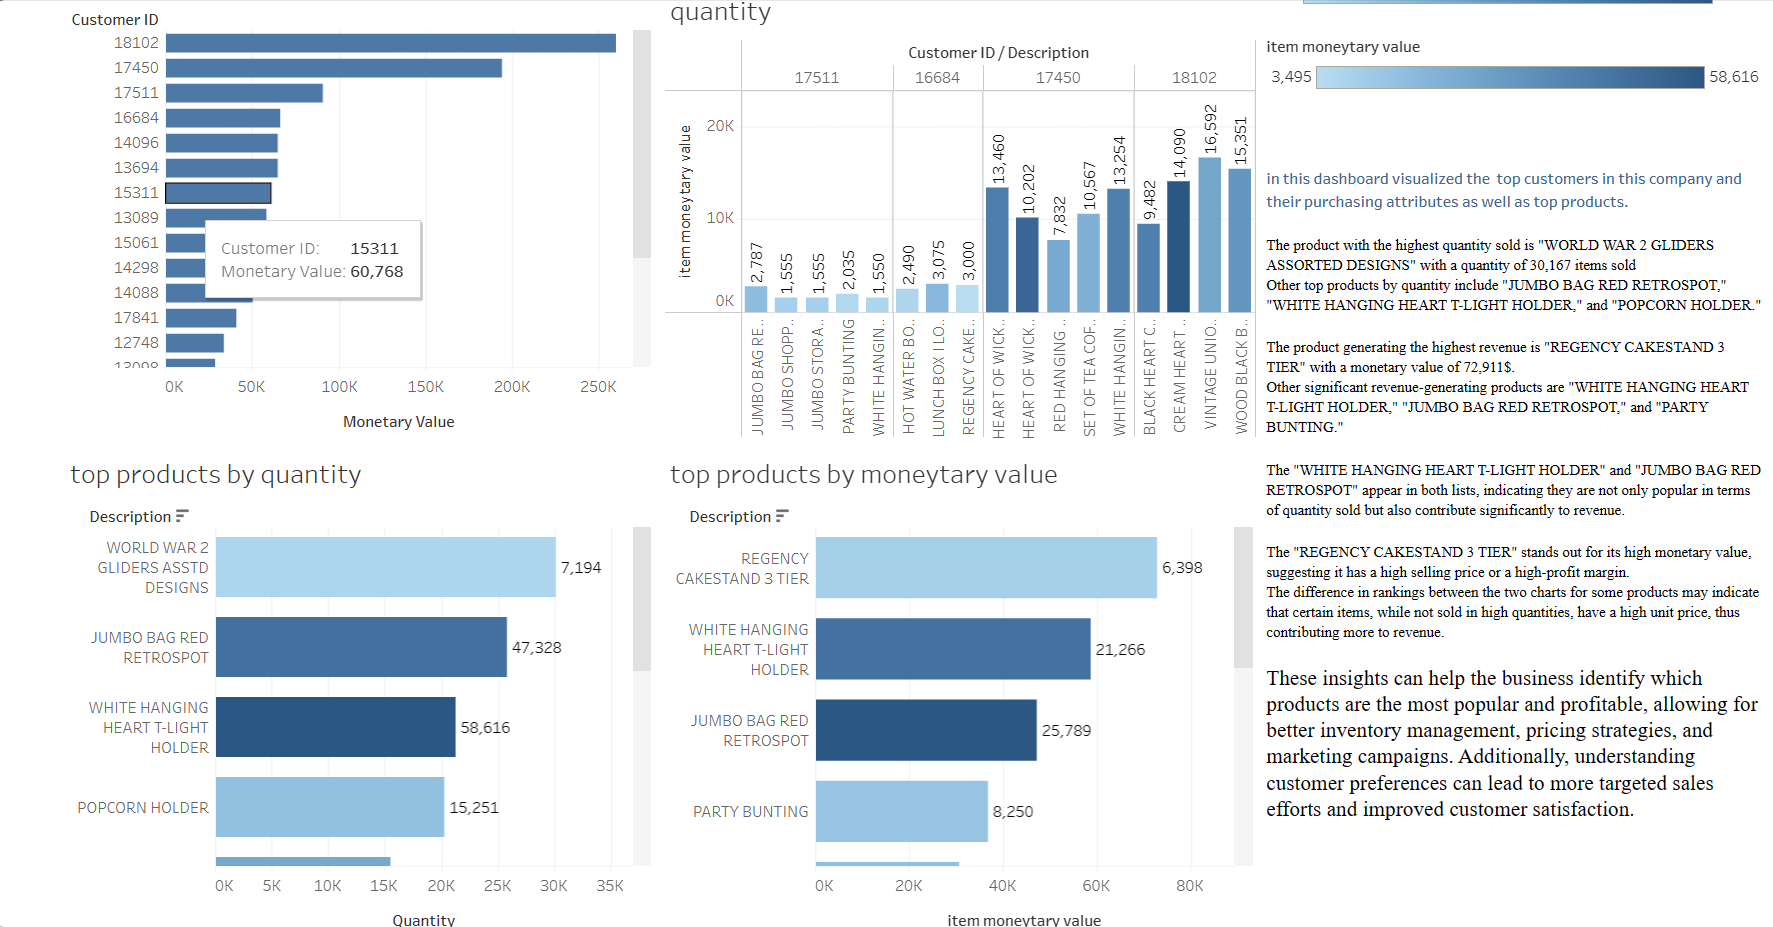 Customer ID
18102
17450
17511
16684
14096
13694
15311
13089
15061
14298
14088
17841
12748
13098
Customer ID: 15311
Monetary Value: 60,768
0K 50K 100K 150K 200K 250K
Monetary Value
quantity
Customer ID / Description
17511 16684 17450 18102
item moneytary value
20K
10K
0K
2,787
1,555
1,555
2,035
1,550
2,490
3,075
3,000
13,460
10,202
7,832
10,567
13,254
9,482
14,090
16,592
15,351
JUMBO BAG RE..
JUMBO SHOPP..
JUMBO STORA..
PARTY BUNTING
WHITE HANGIN..
HOT WATER BO..
LUNCH BOX I LO..
REGENCY CAKE..
HEART OF WICK..
HEART OF WICK..
RED HANGING ..
SET OF TEA COF..
WHITE HANGIN..
BLACK HEART C..
CREAM HEART ..
VINTAGE UNIO..
WOOD BLACK B..
item moneytary value
3,495 58,616
in this dashboard visualized the  top customers in this company and
their purchasing attributes as well as top products.
The product with the highest quantity sold is "WORLD WAR 2 GLIDERS
ASSORTED DESIGNS" with a quantity of 30,167 items sold
Other top products by quantity include "JUMBO BAG RED RETROSPOT,"
"WHITE HANGING HEART T-LIGHT HOLDER," and "POPCORN HOLDER."
The product generating the highest revenue is "REGENCY CAKESTAND 3
TIER" with a monetary value of 72,911$.
Other significant revenue-generating products are "WHITE HANGING HEART
T-LIGHT HOLDER," "JUMBO BAG RED RETROSPOT," and "PARTY
BUNTING."
The "WHITE HANGING HEART T-LIGHT HOLDER" and "JUMBO BAG RED
RETROSPOT" appear in both lists, indicating they are not only popular in terms
of quantity sold but also contribute significantly to revenue.
The "REGENCY CAKESTAND 3 TIER" stands out for its high monetary value,
suggesting it has a high selling price or a high-profit margin.
The difference in rankings between the two charts for some products may indicate
that certain items, while not sold in high quantities, have a high unit price, thus
contributing more to revenue.
These insights can help the business identify which
products are the most popular and profitable, allowing for
better inventory management, pricing strategies, and
marketing campaigns. Additionally, understanding
customer preferences can lead to more targeted sales
efforts and improved customer satisfaction.
top products by quantity
Description
WORLD WAR 2
GLIDERS ASSTD
DESIGNS
7,194
JUMBO BAG RED
RETROSPOT
47,328
WHITE HANGING
HEART T-LIGHT
HOLDER
58,616
POPCORN HOLDER
15,251
0K 5K 10K 15K 20K 25K 30K 35K
Quantity
top products by moneytary value
Description
REGENCY
CAKESTAND 3 TIER
6,398
WHITE HANGING
HEART T-LIGHT
HOLDER
21,266
JUMBO BAG RED
RETROSPOT
25,789
PARTY BUNTING
8,250
0K 20K 40K 60K 80K
item moneytary value